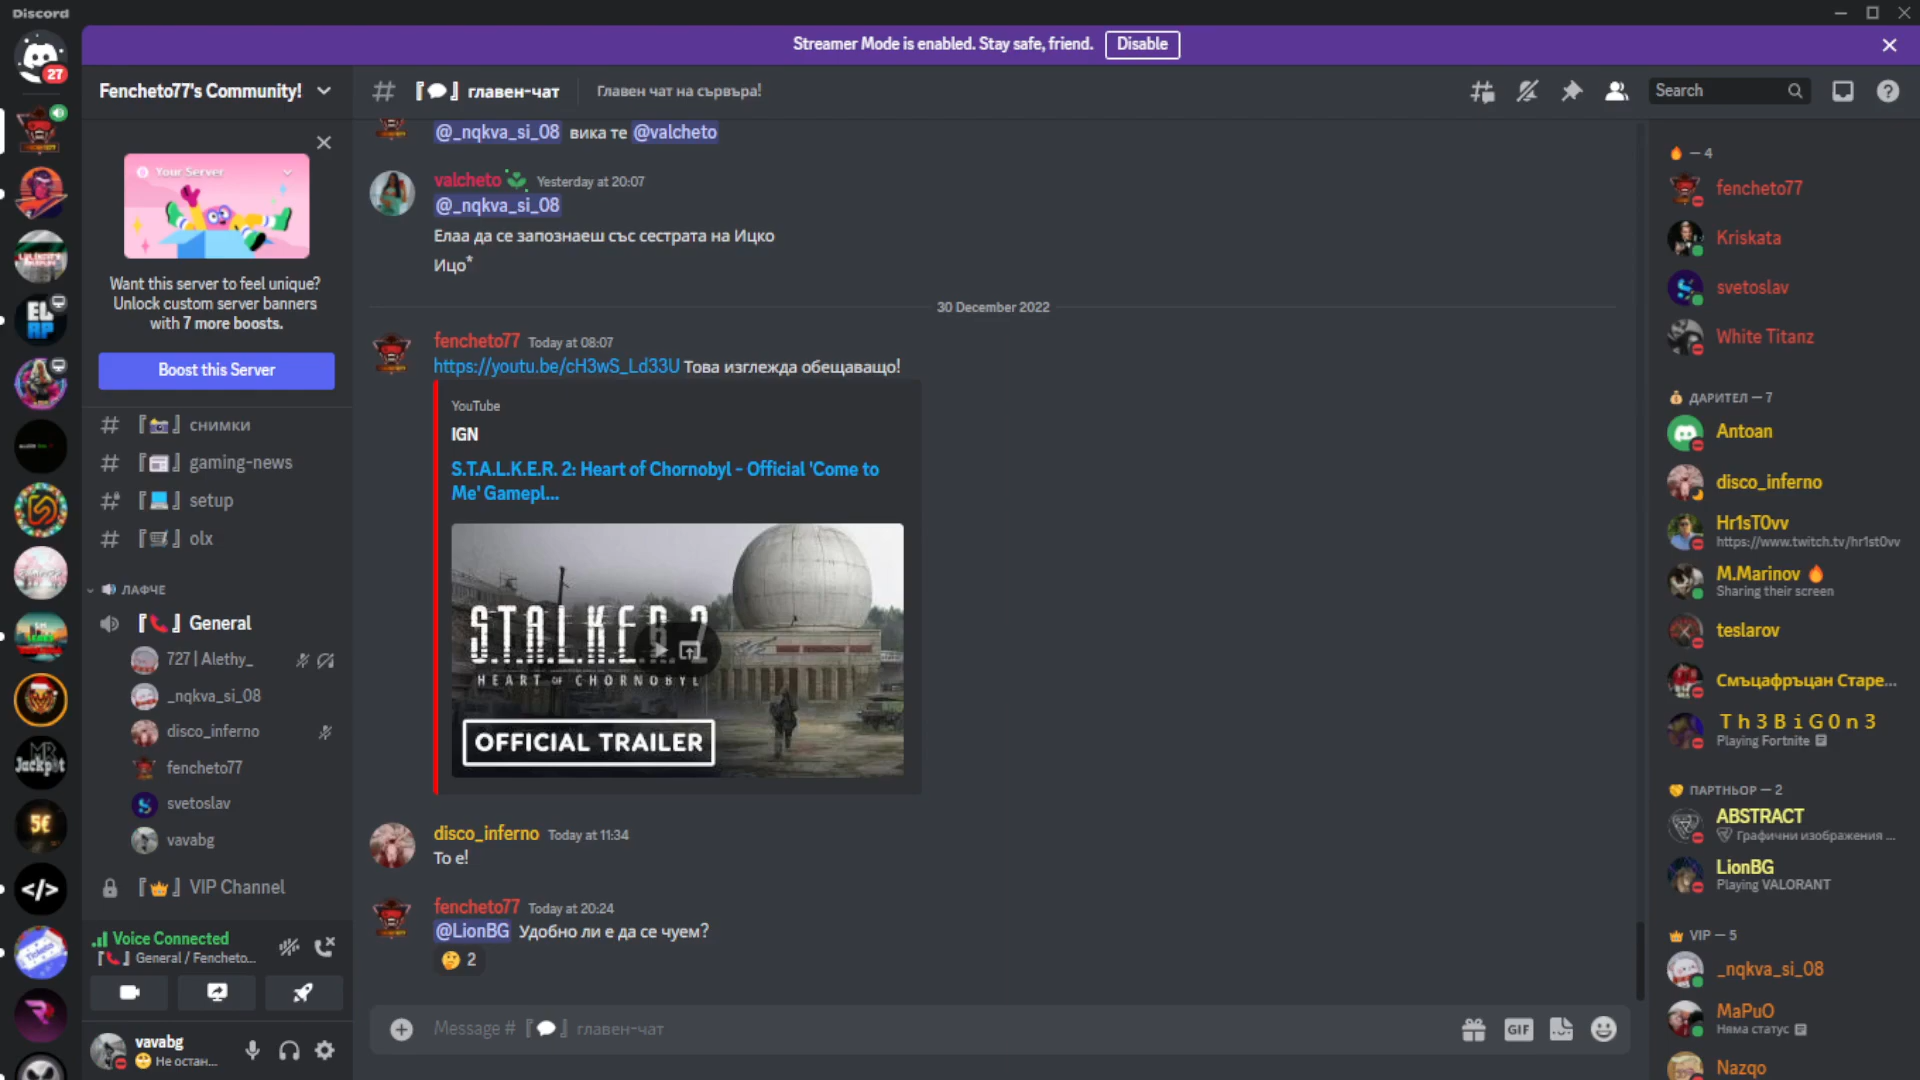 Discord
Streamer Mode is enabled. Stay safe, friend. Disable
27
Fencheto77's Community!
『💬』главен-чат
Главен чат на сървъра!
Search
Your Server
Want this server to feel unique?
Unlock custom server banners
with 7 more boosts.
Boost this Server
# 『📷』снимки
# 『📰』gaming-news
# 『💻』setup
# 『🛒』olx
ЛАФЧЕ
『📞』General
727 | Alethy_
_nqkva_si_08
disco_inferno
fencheto77
svetoslav
vavabg
『👑』VIP Channel
Voice Connected
『📞』General / Fencheto...
vavabg
Не остан...
EL
AP
MR
Jackpot
5€
</>
@_nqkva_si_08 вика те @valcheto
valcheto Yesterday at 20:07
@_nqkva_si_08
Елаа да се запознаеш със сестрата на Ицко
Ицо*
30 December 2022
fencheto77 Today at 08:07
https://youtu.be/cH3wS_Ld33U Това изглежда обещаващо!
YouTube
IGN
S.T.A.L.K.E.R. 2: Heart of Chornobyl - Official 'Come to
Me' Gamepl...
S.T.A.L.K.E.R. 2
HEART OF CHORNOBYL
OFFICIAL TRAILER
disco_inferno Today at 11:34
То е!
fencheto77 Today at 20:24
@LionBG Удобно ли е да се чуем?
🤔 2
Message # 『💬』главен-чат
GIF
🔥 — 4
fencheto77
Kriskata
svetoslav
White Titanz
💰 ДАРИТЕЛ — 7
Antoan
disco_inferno
Hr1sT0vv
https://www.twitch.tv/hr1st0vv
M.Marinov 🔥
Sharing their screen
teslarov
Смъцафръцан Старе...
Th3BiG0n3
Playing Fortnite
🤝 ПАРТНЬОР — 2
ABSTRACT
Графични изображения ...
LionBG
Playing VALORANT
👑 VIP — 5
_nqkva_si_08
MaPuO
Няма статус
Nazqo